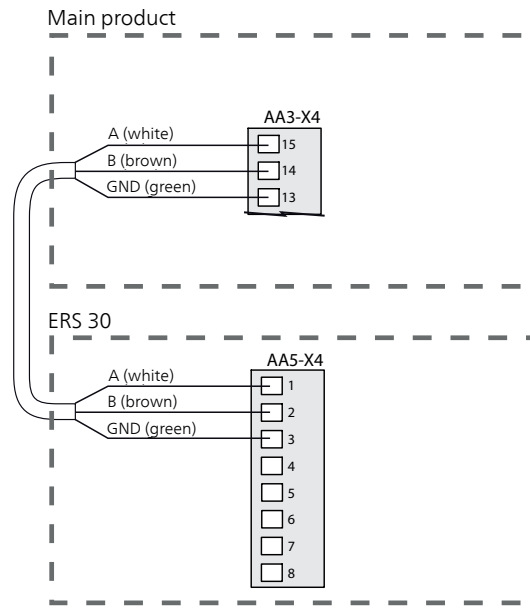 Main product
AA3-X4
A (white)
15
B (brown)
14
GND (green)
13
ERS 30
AA5-X4
A (white)
1
B (brown)
2
GND (green)
3
4
5
6
7
8